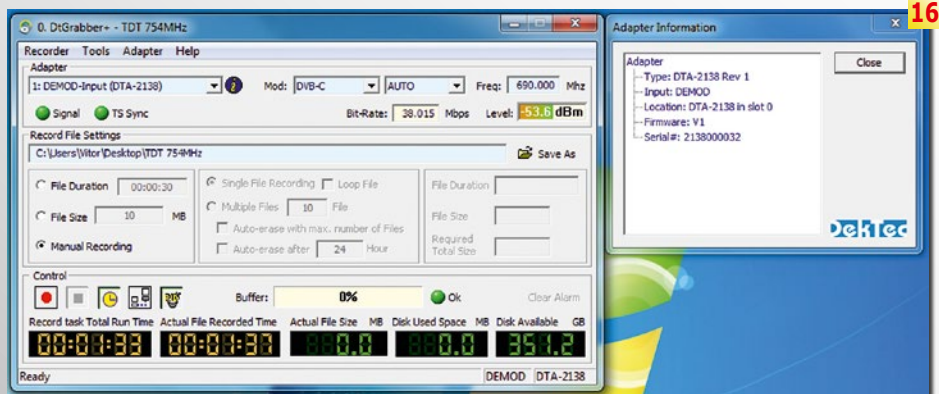 16
0. DtGrabber+ - TDT 754MHz
Recorder Tools Adapter Help
Adapter
1: DEMOD-Input (DTA-2138) Mod: DVB-C AUTO Freq: 690.000 Mhz
Signal TS Sync Bit-Rate: 38.015 Mbps Level: -53.6 dBm
Record File Settings
C:\Users\Vitor\Desktop\TDT 754MHz Save As
File Duration 00:00:30 Single File Recording Loop File File Duration
Multiple Files 10 File
File Size 10 MB File Size
Auto-erase with max. number of Files
Manual Recording Auto-erase after 24 Hour Required
Total Size
Control
Buffer: 0% Ok Clear Alarm
Record task Total Run Time Actual File Recorded Time Actual File Size MB Disk Used Space MB Disk Available GB
00:01:33 00:01:33 0.0 0.0 351.2
Ready DEMOD DTA-2138
Adapter Information
Adapter
Type: DTA-2138 Rev 1
Input: DEMOD
Location: DTA-2138 in slot 0
Firmware: V1
Serial#: 2138000032
Close
DekTec